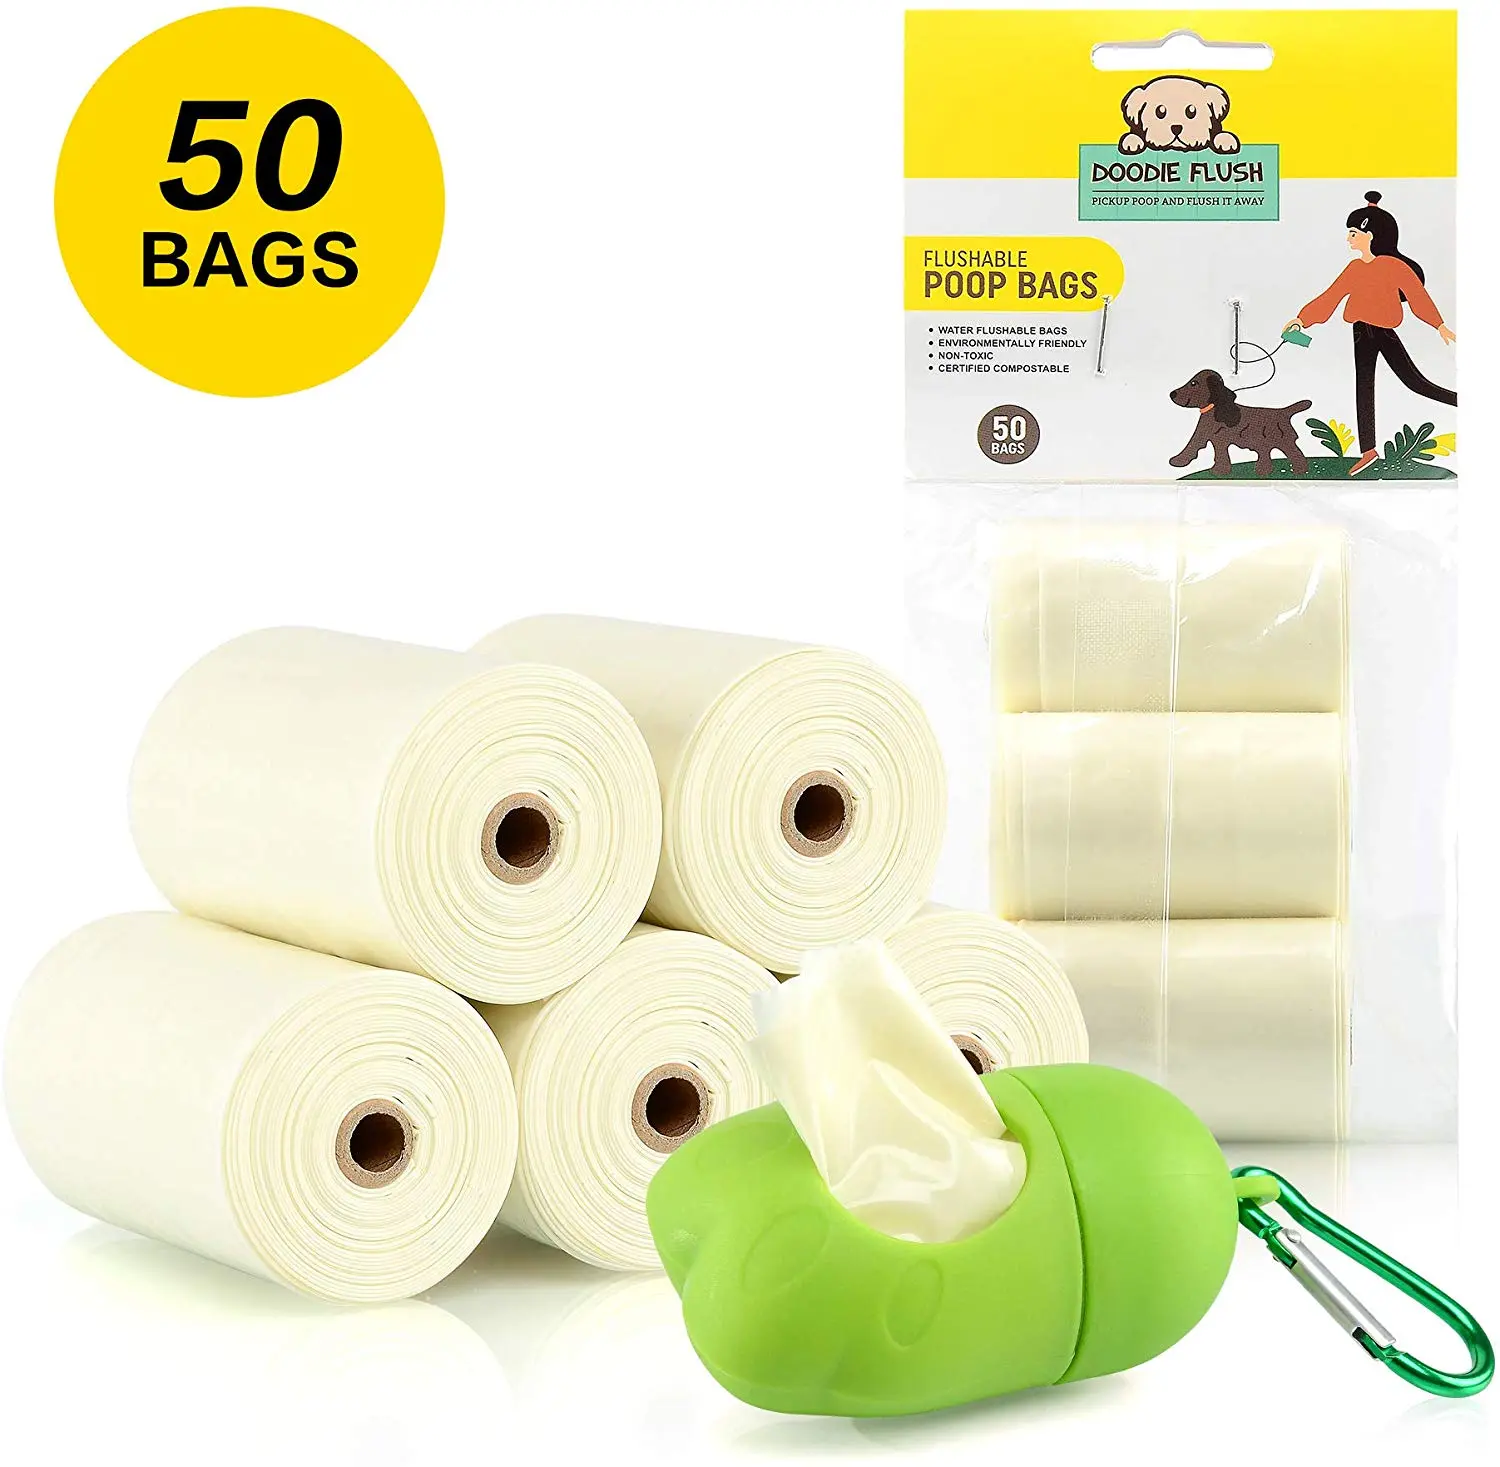 50
BAGS
DOODIE FLUSH
PICKUP POOP AND FLUSH IT AWAY
FLUSHABLE
POOP BAGS
• WATER FLUSHABLE BAGS
• ENVIRONMENTALLY FRIENDLY
• NON-TOXIC
• CERTIFIED COMPOSTABLE
50
BAGS